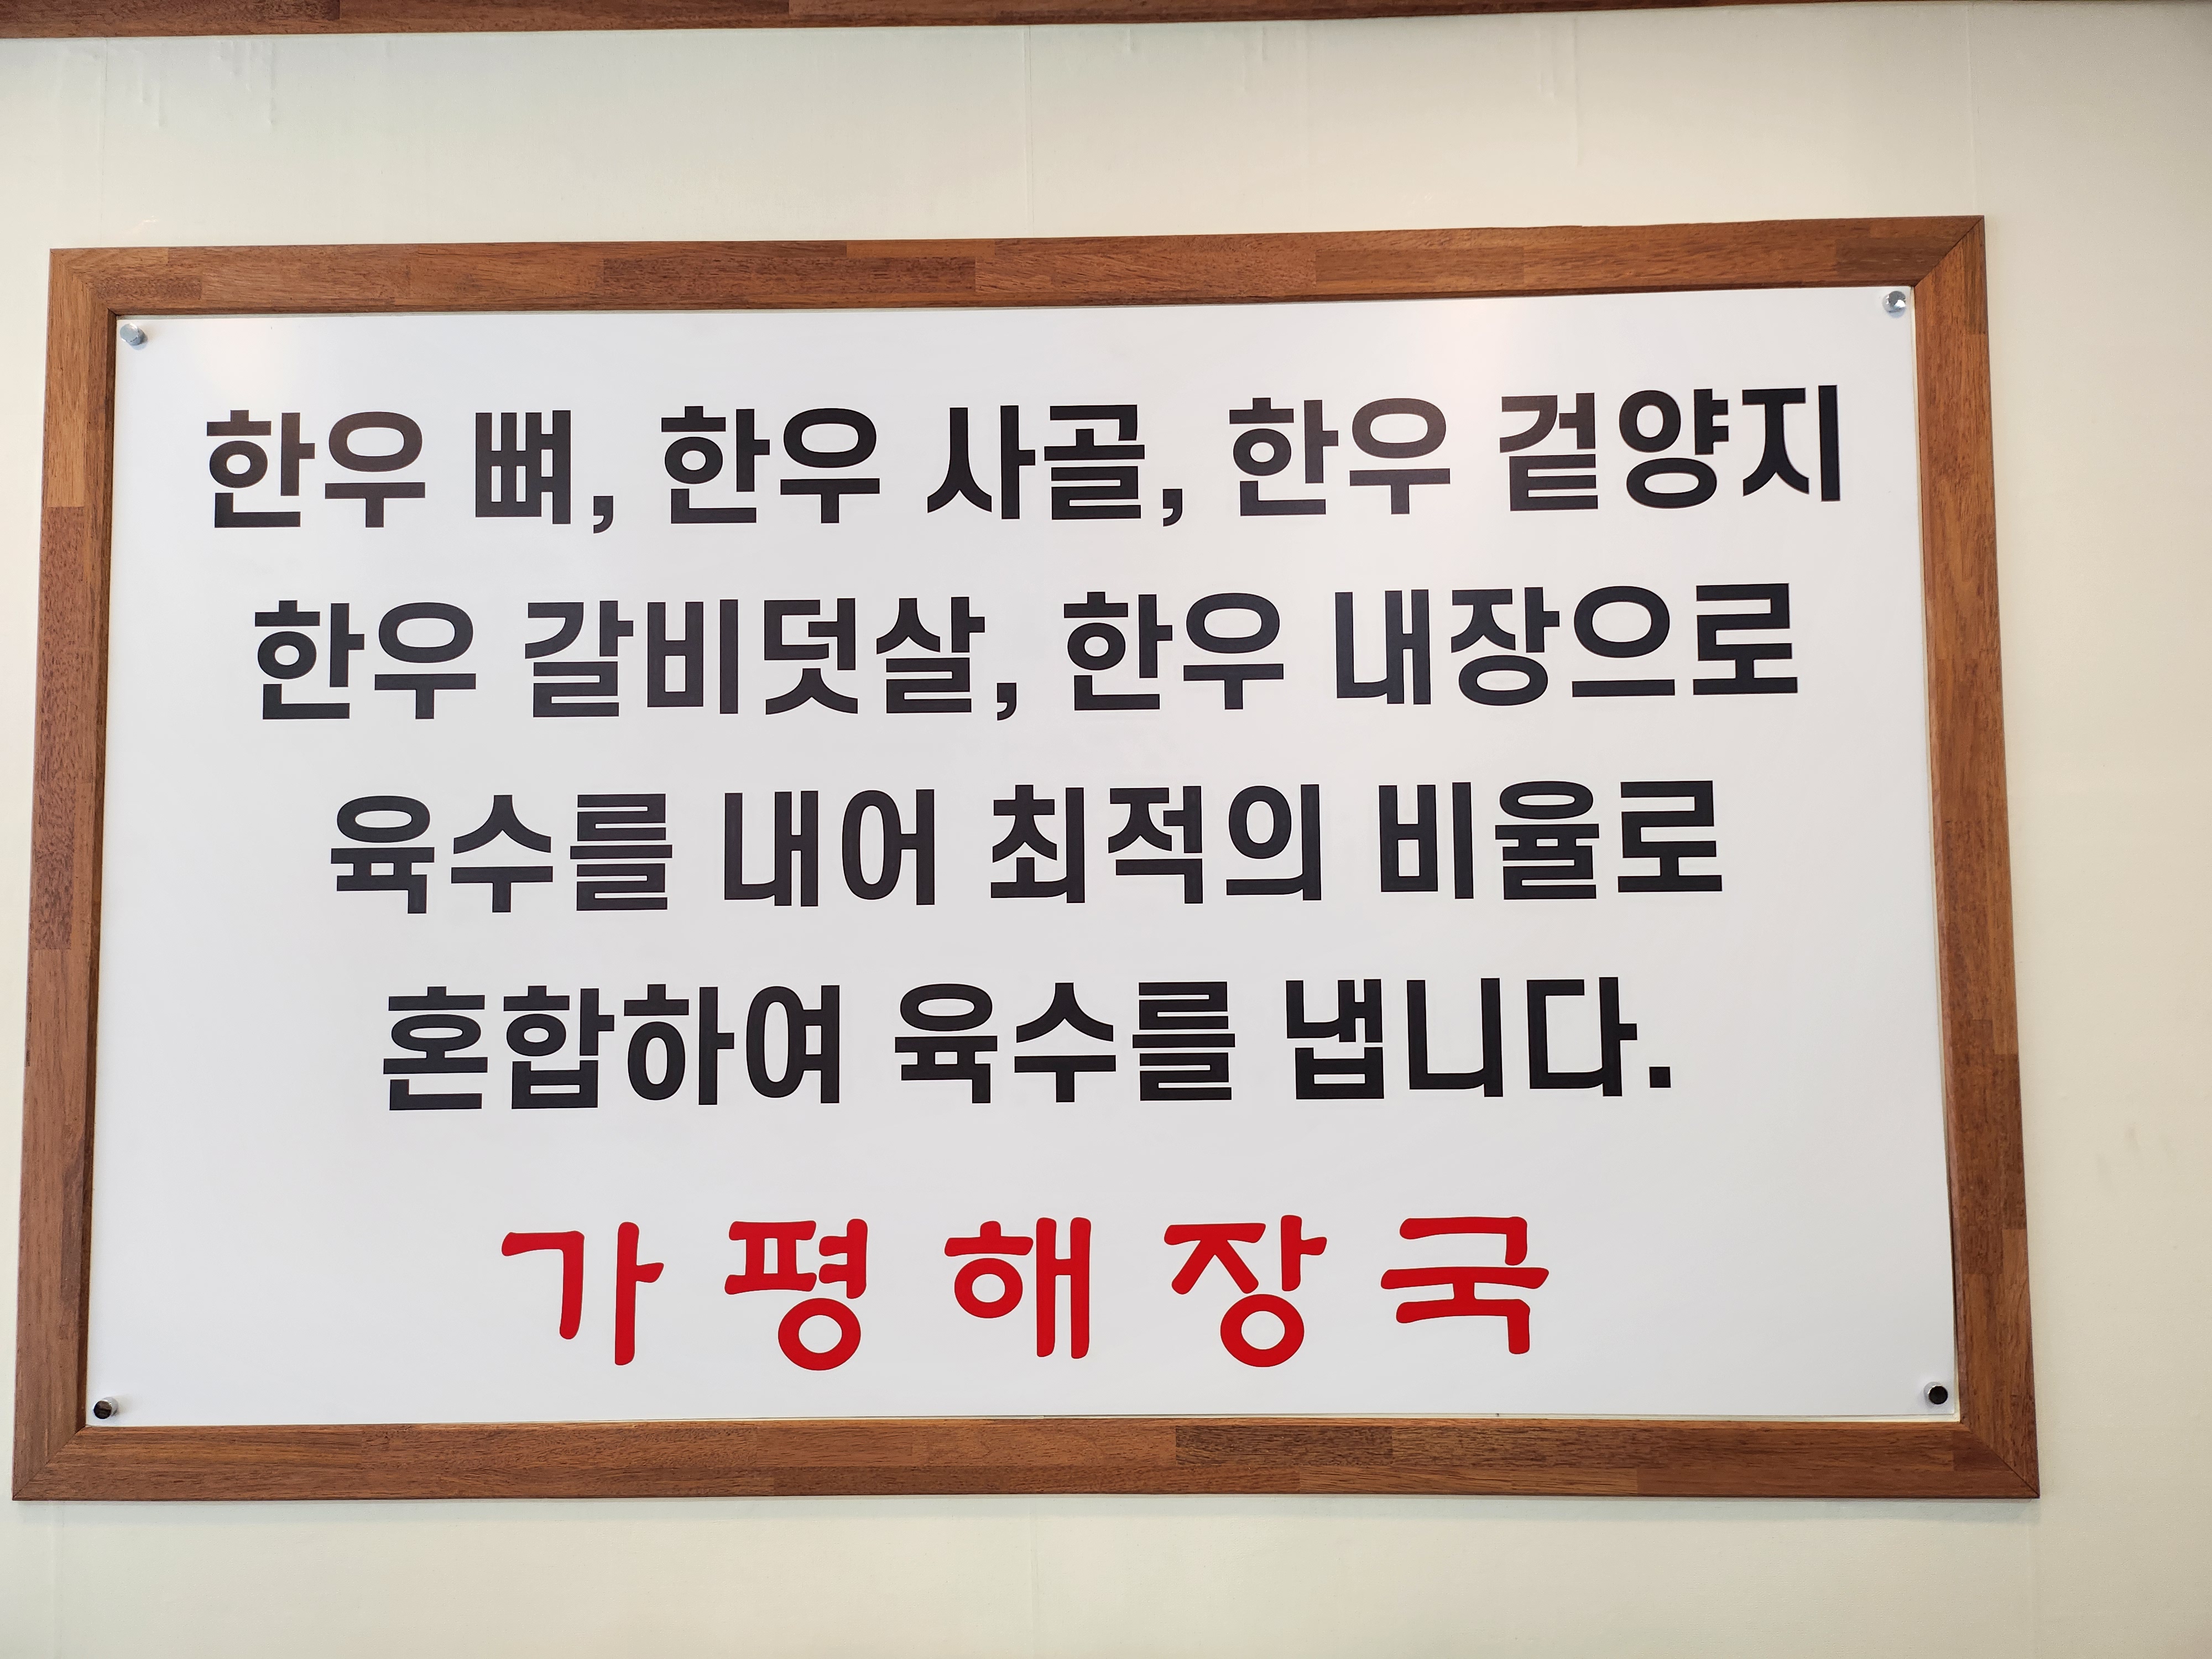 한우 뼈, 한우 사골, 한우 겉양지
한우 갈비덧살, 한우 내장으로
육수를 내어 최적의 비율로
혼합하여 육수를 냅니다.
가평해장국